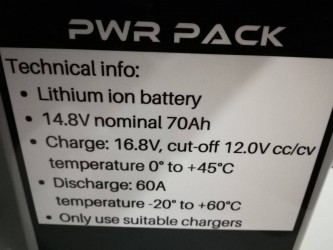 PWR PACK
Technical info:
• Lithium ion battery
• 14.8V nominal 70Ah
• Charge: 16.8V, cut-off 12.0V cc/cv
temperature 0° to +45°C
• Discharge: 60A
temperature -20° to +60°C
• Only use suitable chargers